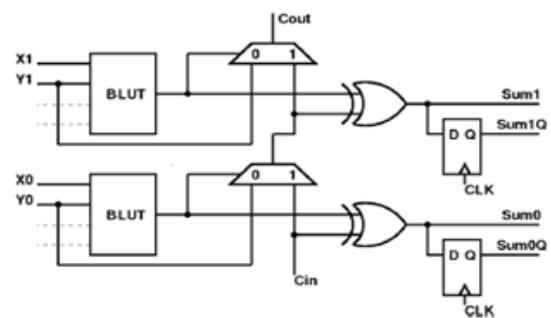 Cout
X1
Y1
BLUT
0 1
Sum1
D Q
Sum1Q
CLK
X0
Y0
BLUT
0 1
Sum0
D Q
Sum0Q
CLK
Cin